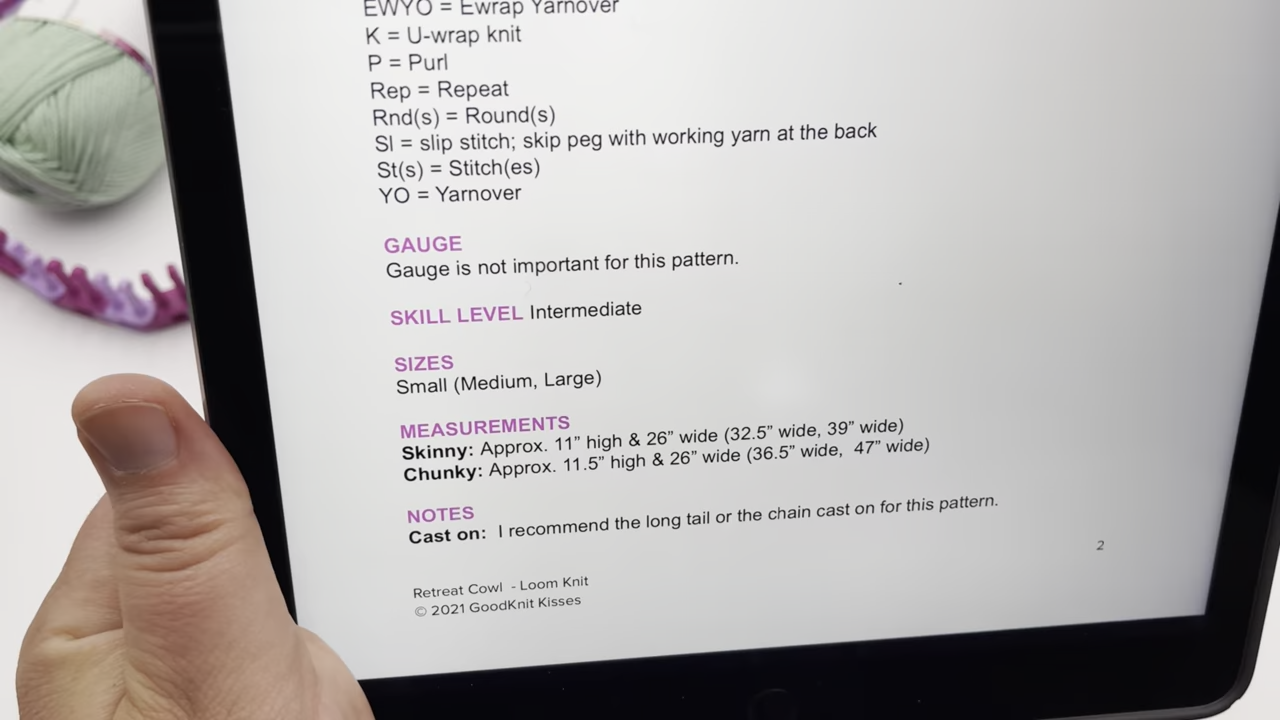 EWYO = Ewrap Yarnover
K = U-wrap knit
P = Purl
Rep = Repeat
Rnd(s) = Round(s)
Sl = slip stitch; skip peg with working yarn at the back
St(s) = Stitch(es)
YO = Yarnover
GAUGE
Gauge is not important for this pattern.
SKILL LEVEL Intermediate
SIZES
Small (Medium, Large)
MEASUREMENTS
Skinny: Approx. 11” high & 26” wide (32.5” wide, 39” wide)
Chunky: Approx. 11.5” high & 26” wide (36.5” wide, 47” wide)
NOTES
Cast on: I recommend the long tail or the chain cast on for this pattern.
2
Retreat Cowl - Loom Knit
© 2021 GoodKnit Kisses